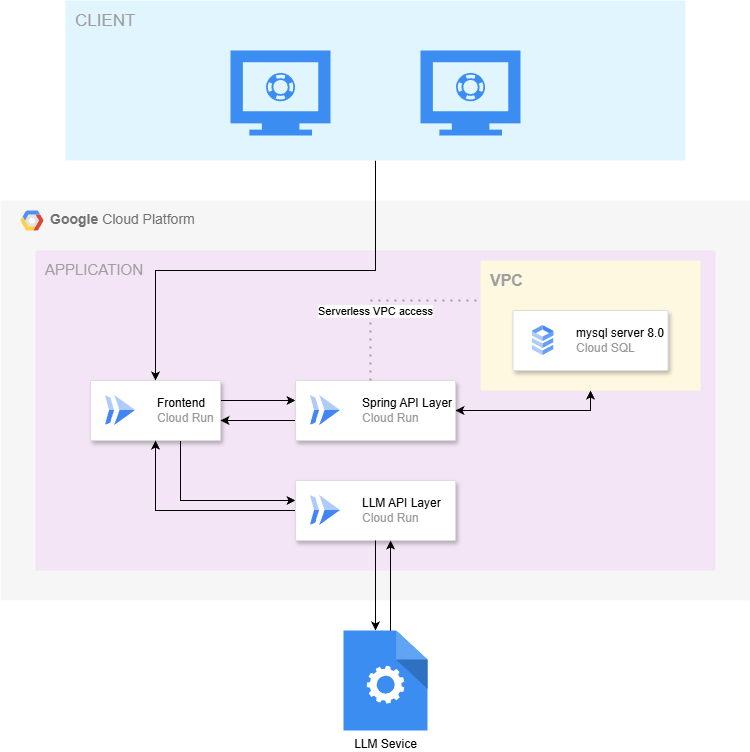 CLIENT
Google Cloud Platform
APPLICATION
VPC
Serverless VPC access
mysql server 8.0
Cloud SQL
Frontend
Cloud Run
Spring API Layer
Cloud Run
LLM API Layer
Cloud Run
LLM Sevice